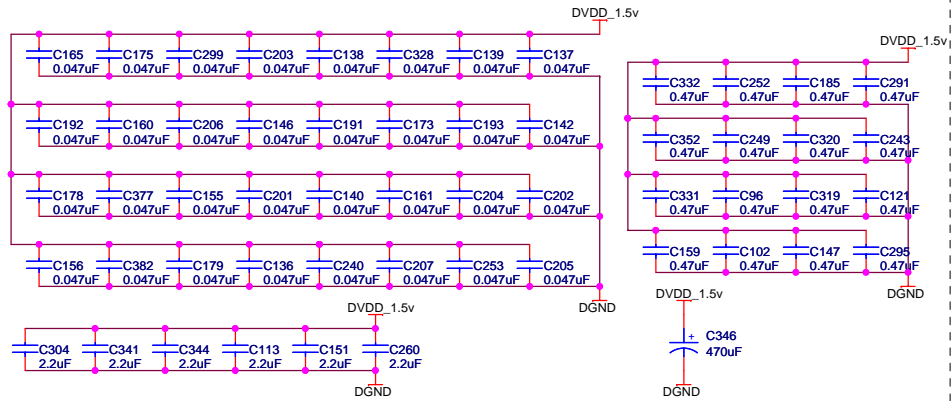 DVDD_1.5v
C165 C175 C299 C203 C138 C328 C139 C137
0.047uF 0.047uF 0.047uF 0.047uF 0.047uF 0.047uF 0.047uF 0.047uF
C192 C160 C206 C146 C191 C173 C193 C142
0.047uF 0.047uF 0.047uF 0.047uF 0.047uF 0.047uF 0.047uF 0.047uF
C178 C377 C155 C201 C140 C161 C204 C202
0.047uF 0.047uF 0.047uF 0.047uF 0.047uF 0.047uF 0.047uF 0.047uF
C156 C382 C179 C136 C240 C207 C253 C205
0.047uF 0.047uF 0.047uF 0.047uF 0.047uF 0.047uF 0.047uF 0.047uF
DGND
DVDD_1.5v
C332 C252 C185 C291
0.47uF 0.47uF 0.47uF 0.47uF
C352 C249 C320 C243
0.47uF 0.47uF 0.47uF 0.47uF
C331 C96 C319 C121
0.47uF 0.47uF 0.47uF 0.47uF
C159 C102 C147 C295
0.47uF 0.47uF 0.47uF 0.47uF
DGND
DVDD_1.5v
C304 C341 C344 C113 C151 C260
2.2uF 2.2uF 2.2uF 2.2uF 2.2uF 2.2uF
DGND
DVDD_1.5v
+ C346
470uF
DGND